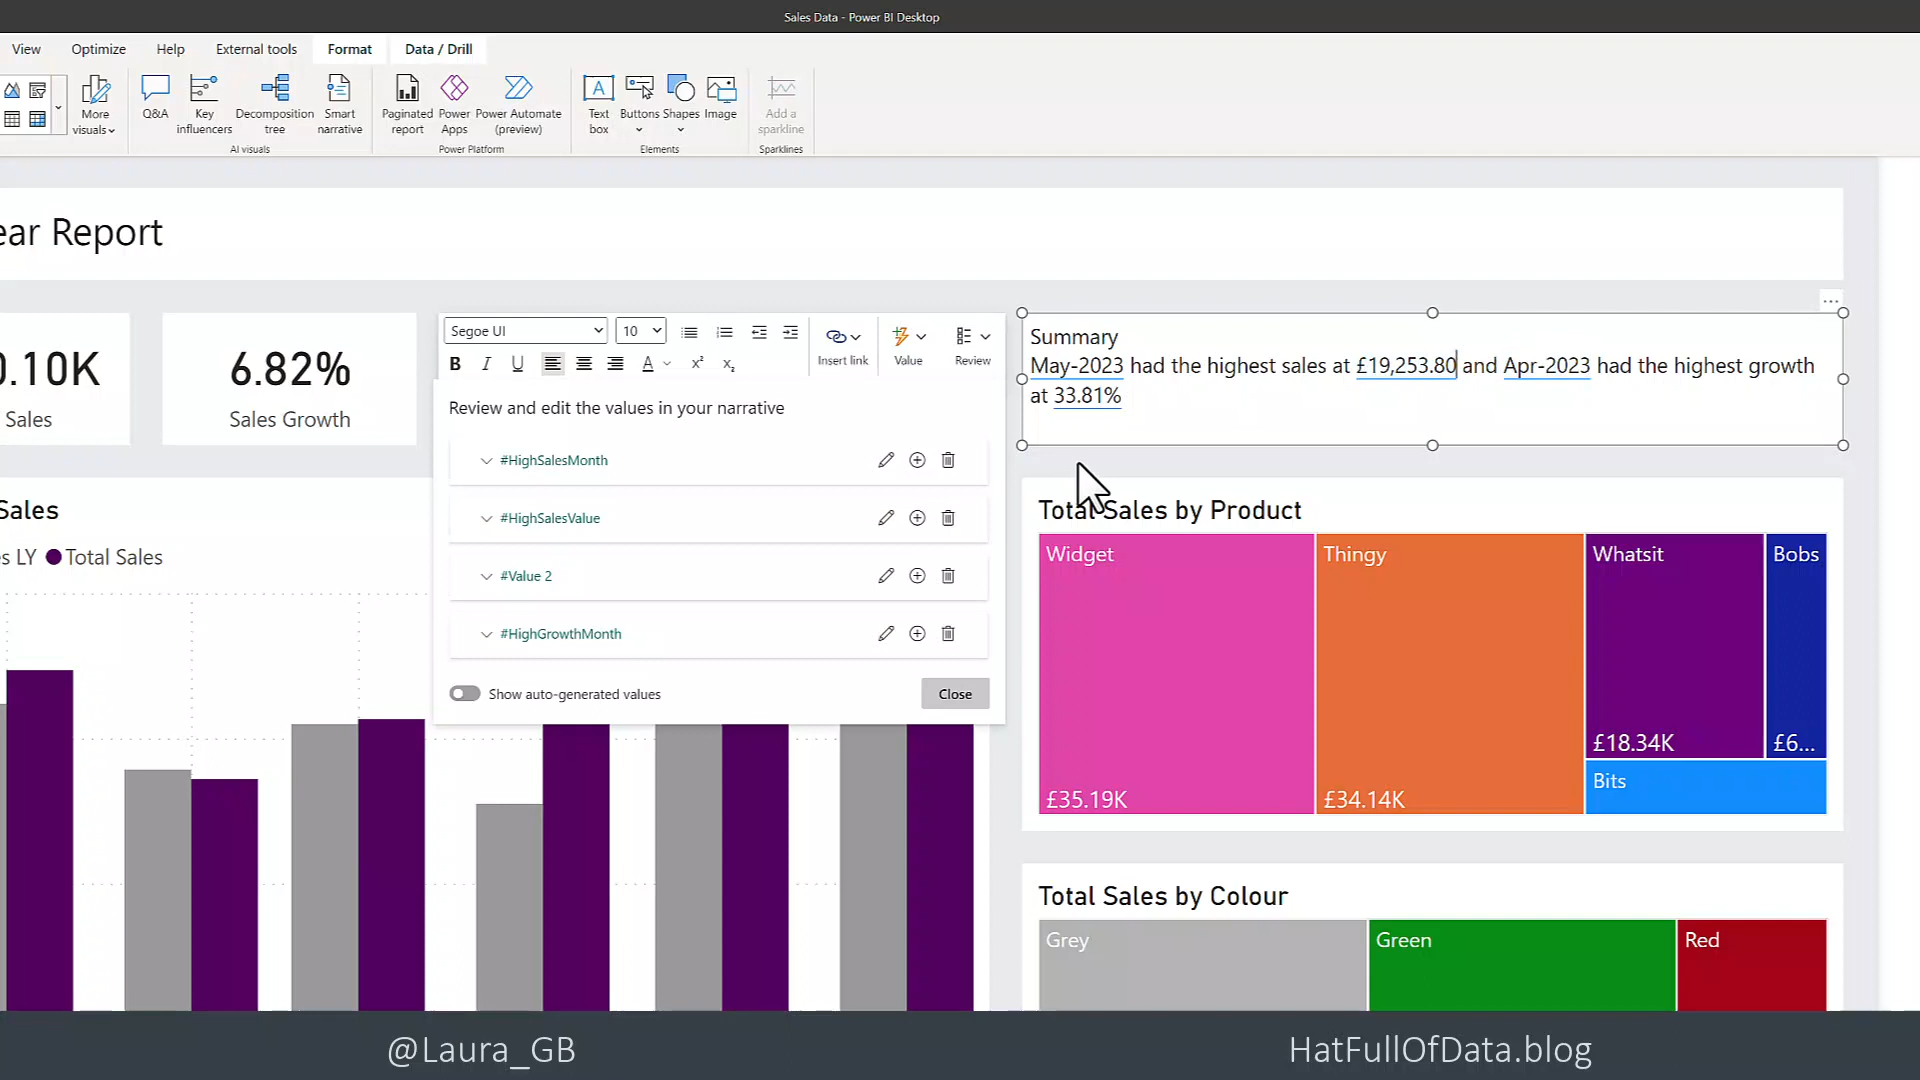 Sales Data - Power BI Desktop
View Optimize Help External tools Format Data / Drill
More visuals
Q&A
Key influencers
Decomposition tree
Smart narrative
AI visuals
Paginated report
Power Apps
Power Automate (preview)
Power Platform
Text box
Buttons
Shapes
Image
Elements
Add a sparkline
Sparklines
ear Report
0.10K
Sales
6.82%
Sales Growth
Segoe UI 10
B I U A x² x₂
Insert link
Value
Review
Review and edit the values in your narrative
#HighSalesMonth
#HighSalesValue
#Value 2
#HighGrowthMonth
Show auto-generated values
Close
Summary
May-2023 had the highest sales at £19,253.80 and Apr-2023 had the highest growth
at 33.81%
Sales
s LY Total Sales
Total Sales by Product
Widget
£35.19K
Thingy
£34.14K
Whatsit
£18.34K
Bobs
£6...
Bits
Total Sales by Colour
Grey
Green
Red
@Laura_GB
HatFullOfData.blog